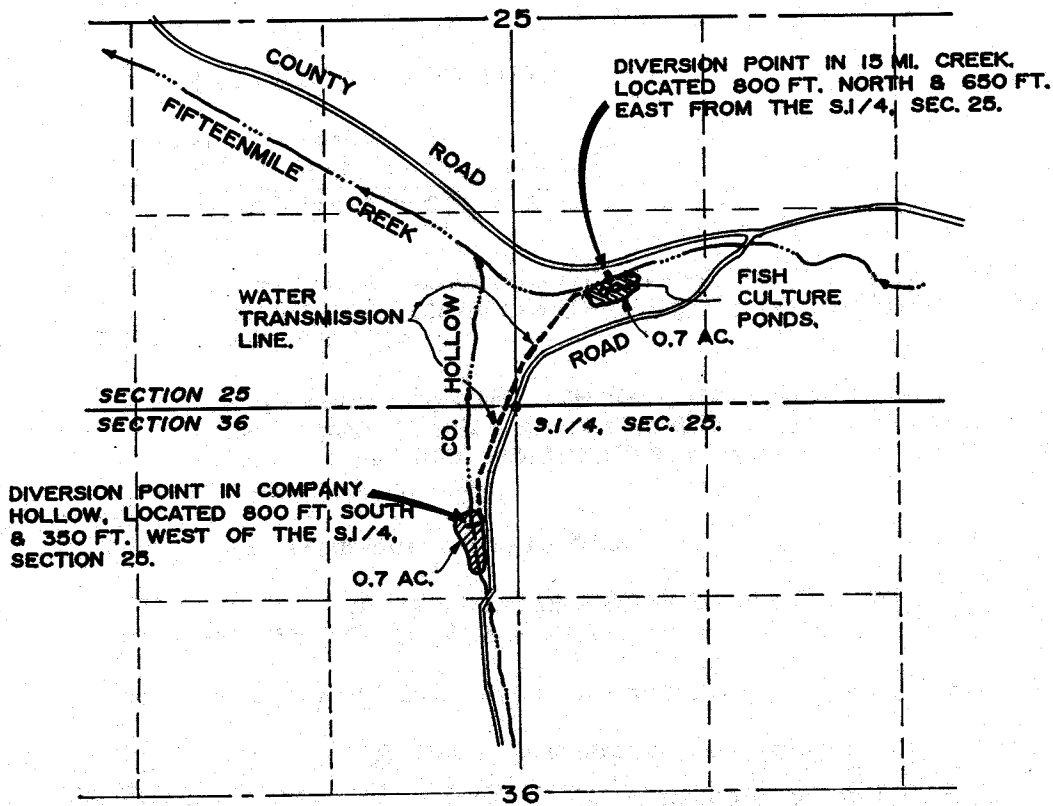 25
COUNTY
ROAD
DIVERSION POINT IN 15 MI. CREEK.
LOCATED 800 FT. NORTH & 650 FT.
EAST FROM THE S.1/4, SEC. 25.
FIFTEENMILE
CREEK
WATER
TRANSMISSION
LINE.
FISH
CULTURE
PONDS.
0.7 AC.
ROAD
CO. HOLLOW
SECTION 25
SECTION 36
S.1/4, SEC. 25.
DIVERSION POINT IN COMPANY
HOLLOW, LOCATED 800 FT. SOUTH
& 350 FT. WEST OF THE S.1/4,
SECTION 25.
0.7 AC.
36